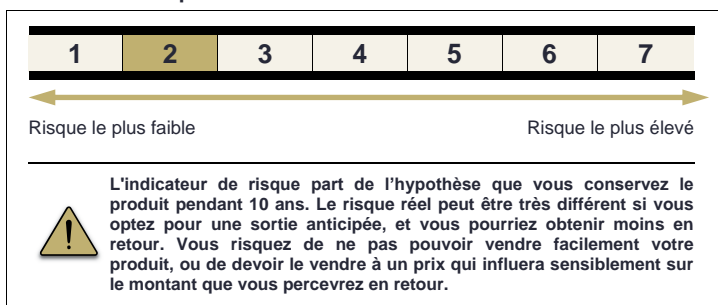 1 2 3 4 5 6 7
Risque le plus faible Risque le plus élevé
L'indicateur de risque part de l’hypothèse que vous conservez le
produit pendant 10 ans. Le risque réel peut être très différent si vous
optez pour une sortie anticipée, et vous pourriez obtenir moins en
retour. Vous risquez de ne pas pouvoir vendre facilement votre
produit, ou de devoir le vendre à un prix qui influera sensiblement sur
le montant que vous percevrez en retour.